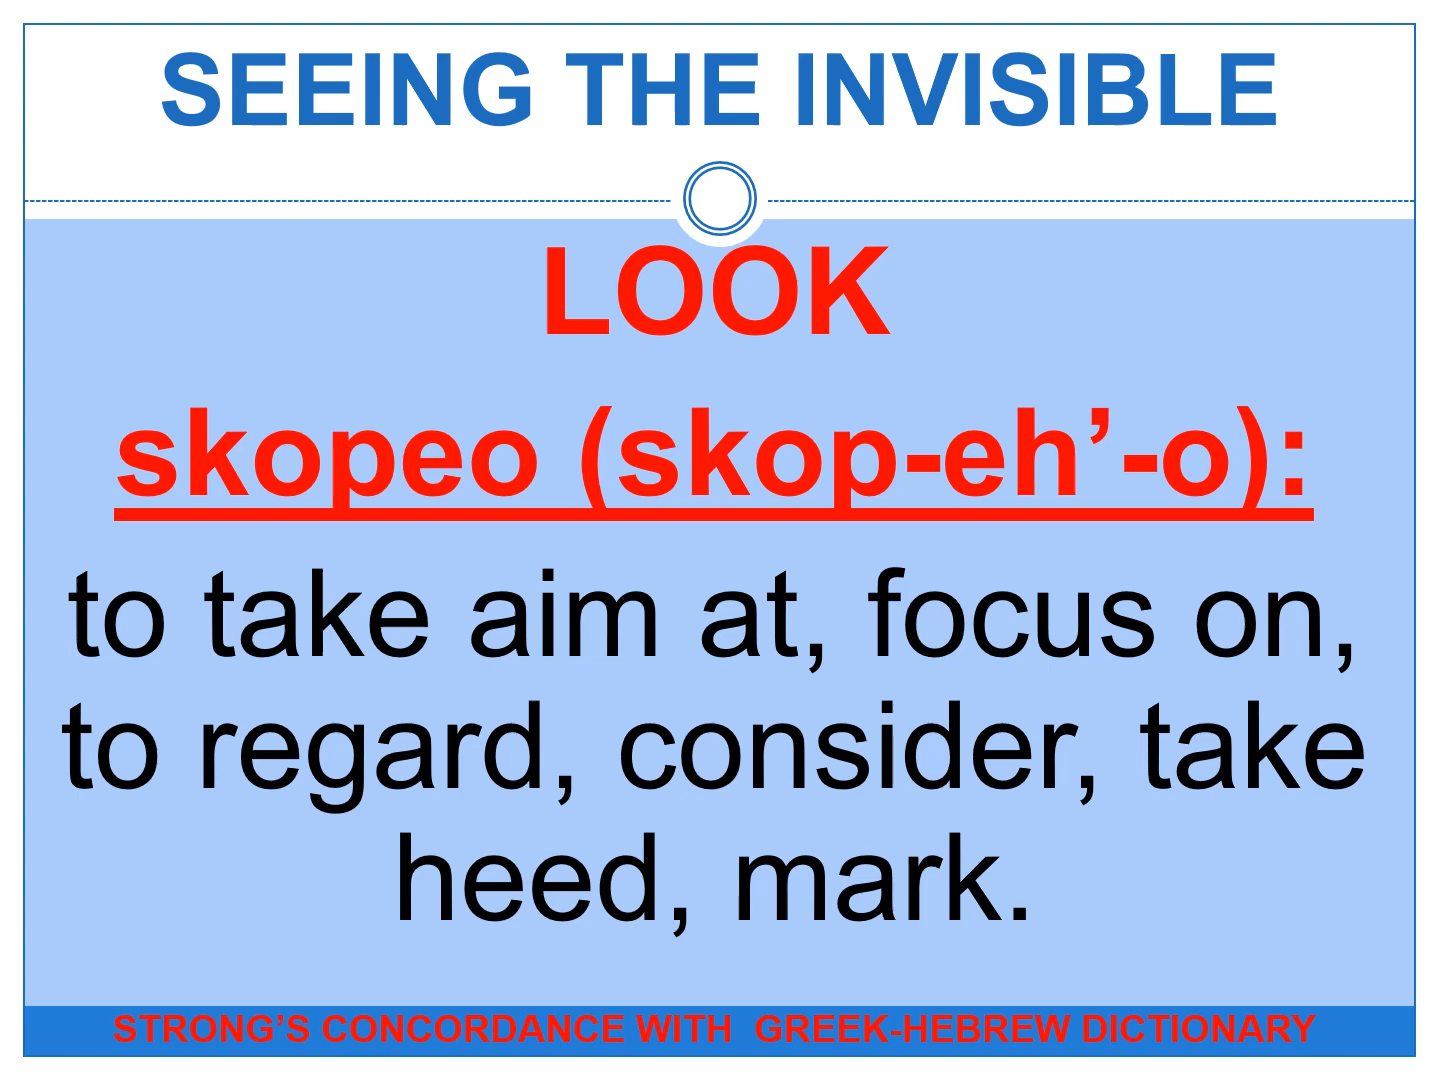 SEEING THE INVISIBLE
LOOK
skopeo (skop-eh’-o):
to take aim at, focus on,
to regard, consider, take
heed, mark.
STRONG’S CONCORDANCE WITH  GREEK-HEBREW DICTIONARY